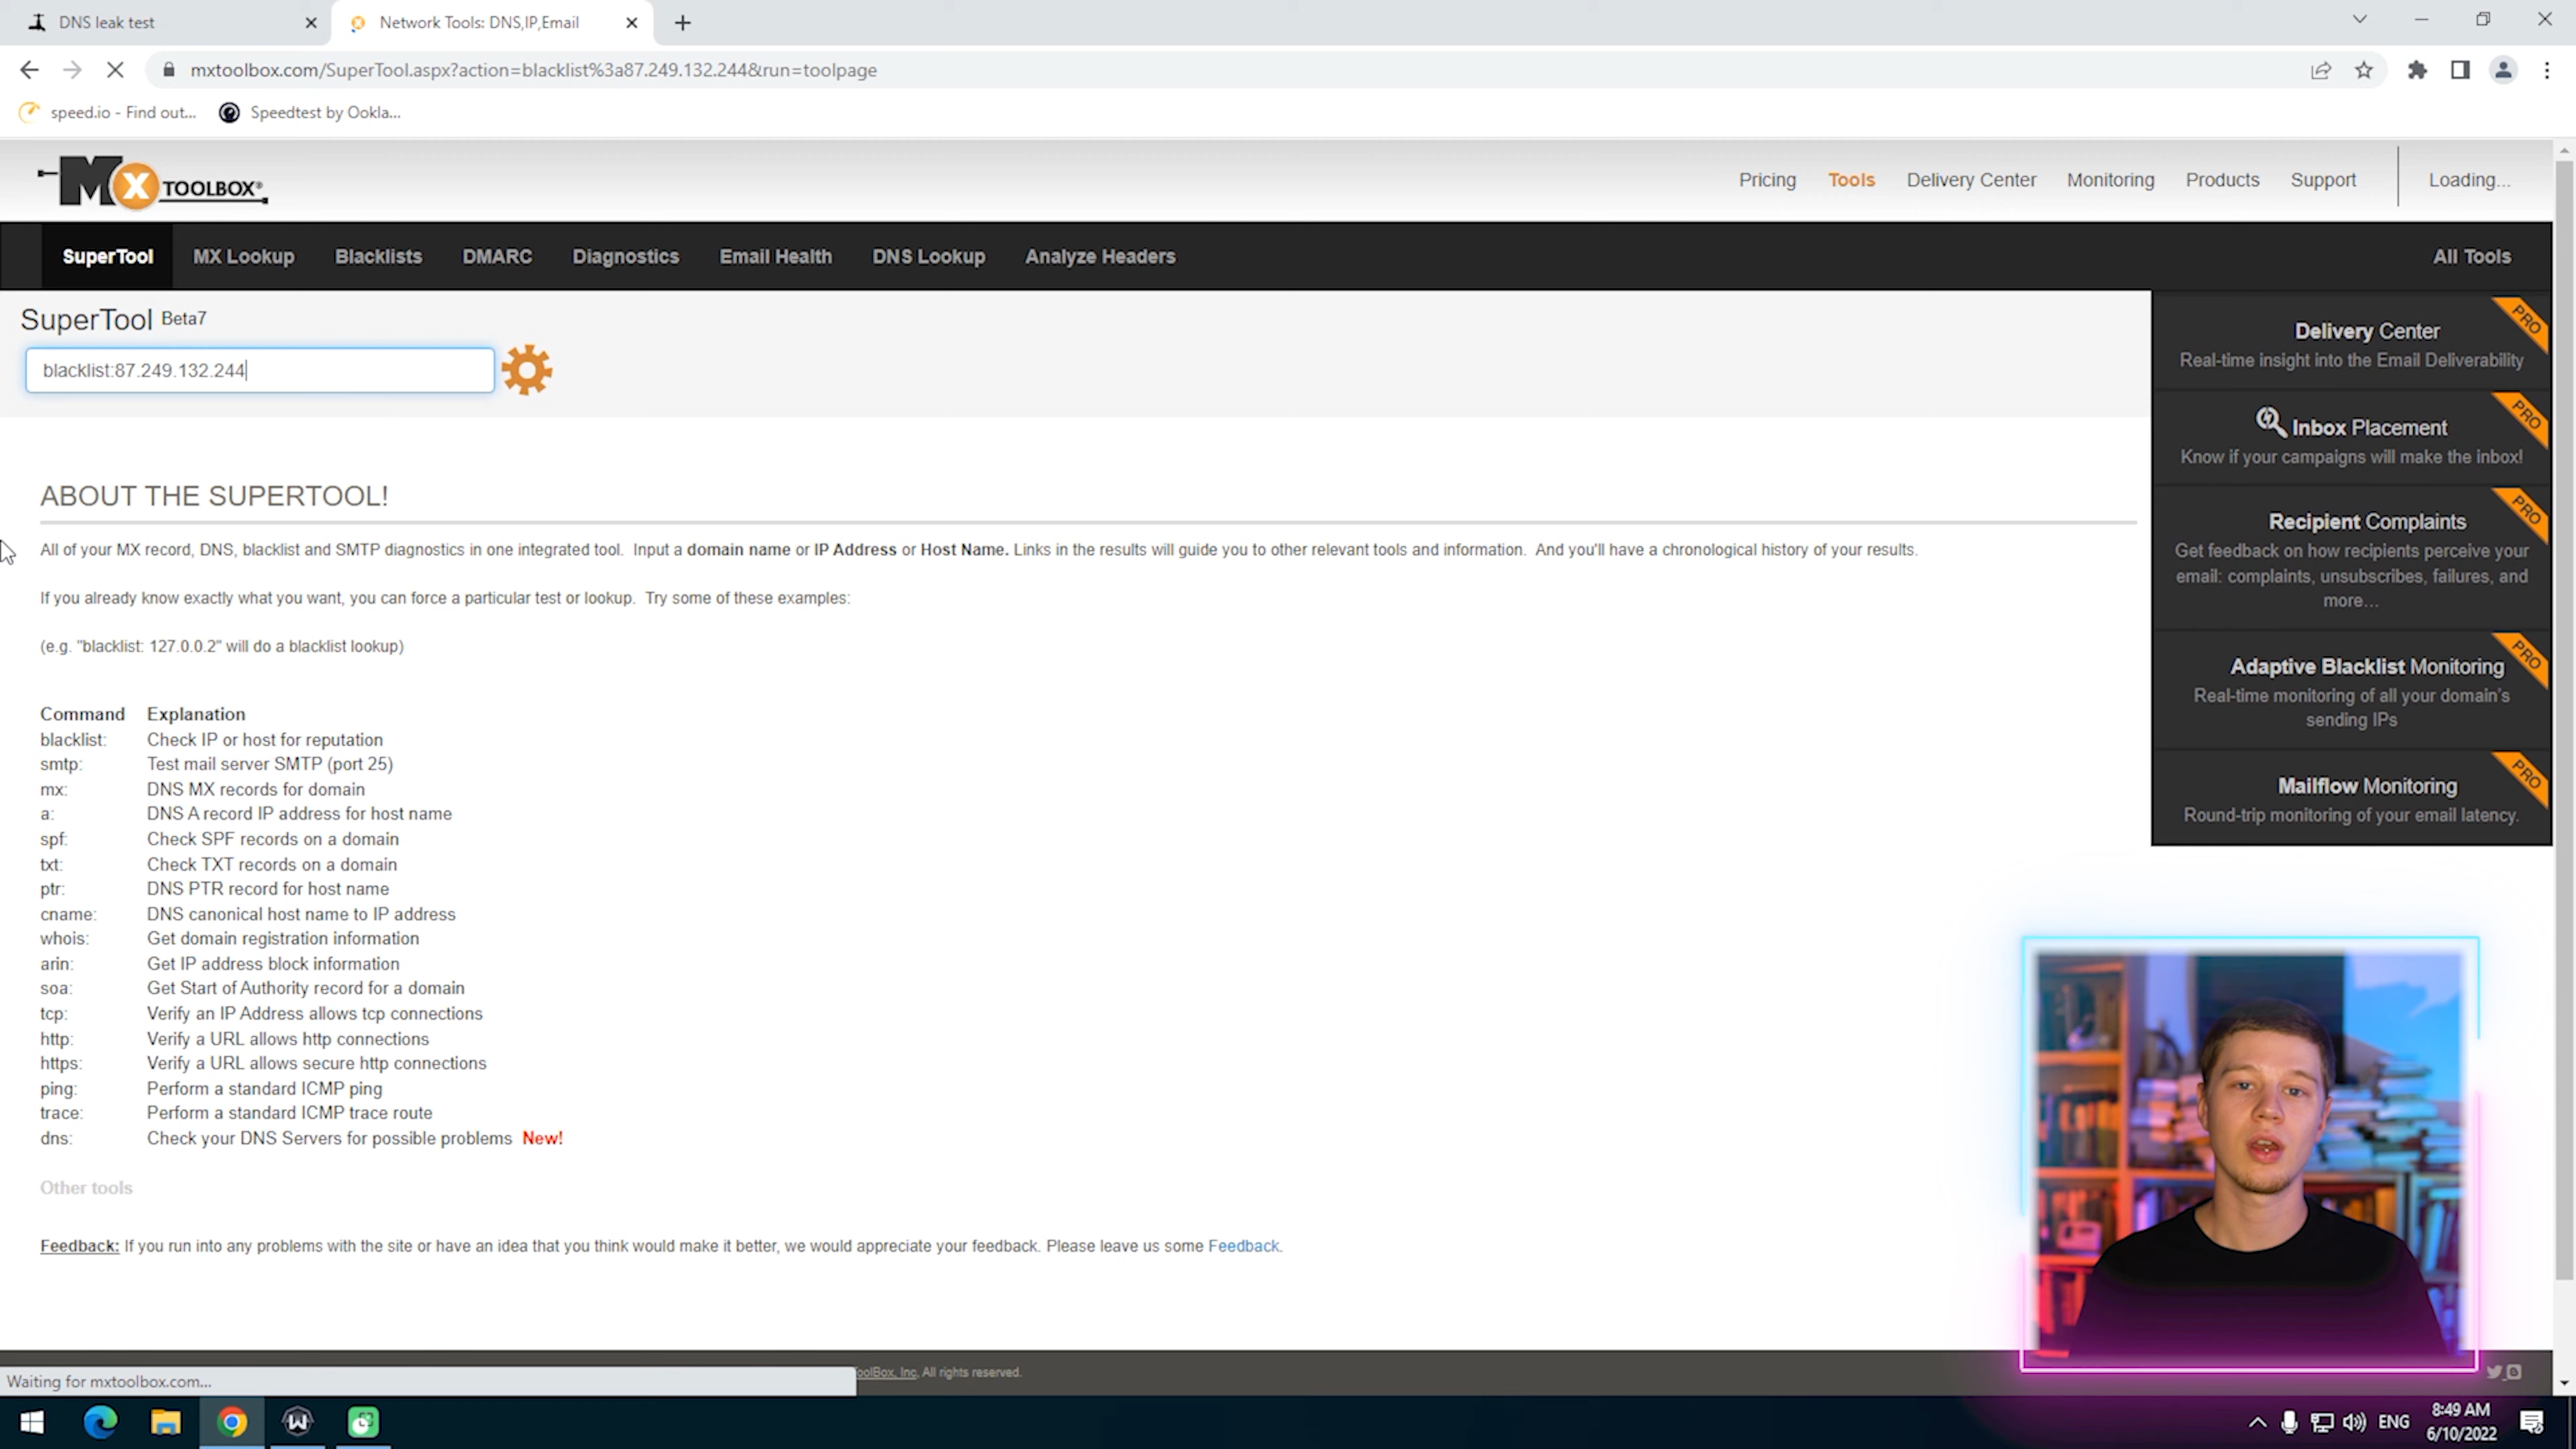 DNS leak test
Network Tools: DNS,IP,Email
mxtoolbox.com/SuperTool.aspx?action=blacklist%3a87.249.132.244&run=toolpage
speed.io - Find out...
Speedtest by Ookla...
MX TOOLBOX®
Pricing
Tools
Delivery Center
Monitoring
Products
Support
Loading...
SuperTool
MX Lookup
Blacklists
DMARC
Diagnostics
Email Health
DNS Lookup
Analyze Headers
All Tools
SuperTool Beta7
blacklist:87.249.132.244
ABOUT THE SUPERTOOL!
All of your MX record, DNS, blacklist and SMTP diagnostics in one integrated tool. Input a domain name or IP Address or Host Name. Links in the results will guide you to other relevant tools and information. And you'll have a chronological history of your results.
If you already know exactly what you want, you can force a particular test or lookup. Try some of these examples:
(e.g. "blacklist: 127.0.0.2" will do a blacklist lookup)
Command Explanation
blacklist: Check IP or host for reputation
smtp: Test mail server SMTP (port 25)
mx: DNS MX records for domain
a: DNS A record IP address for host name
spf: Check SPF records on a domain
txt: Check TXT records on a domain
ptr: DNS PTR record for host name
cname: DNS canonical host name to IP address
whois: Get domain registration information
arin: Get IP address block information
soa: Get Start of Authority record for a domain
tcp: Verify an IP Address allows tcp connections
http: Verify a URL allows http connections
https: Verify a URL allows secure http connections
ping: Perform a standard ICMP ping
trace: Perform a standard ICMP trace route
dns: Check your DNS Servers for possible problems New!
Other tools
Feedback: If you run into any problems with the site or have an idea that you think would make it better, we would appreciate your feedback. Please leave us some Feedback.
Delivery Center
PRO
Real-time insight into the Email Deliverability
Inbox Placement
PRO
Know if your campaigns will make the inbox!
Recipient Complaints
PRO
Get feedback on how recipients perceive your
email: complaints, unsubscribes, failures, and
more...
Adaptive Blacklist Monitoring
PRO
Real-time monitoring of all your domain's
sending IPs
Mailflow Monitoring
PRO
Round-trip monitoring of your email latency.
Waiting for mxtoolbox.com...
ToolBox, Inc, All rights reserved.
ENG
8:49 AM
6/10/2022